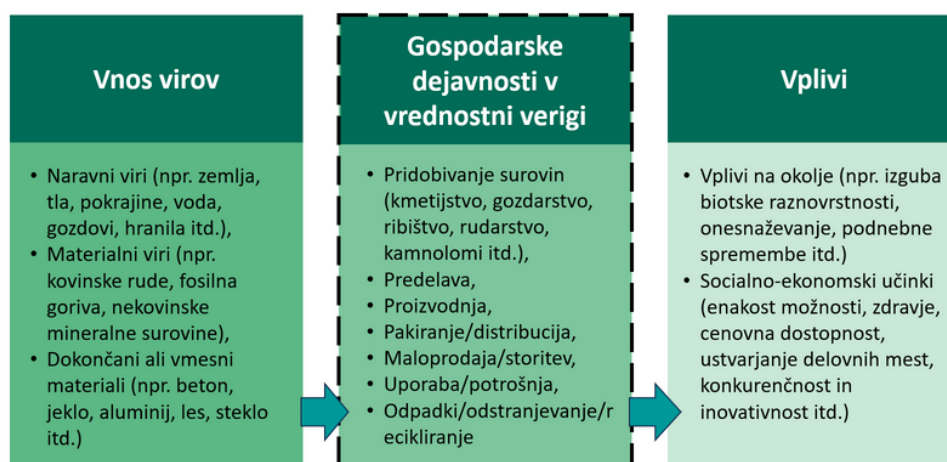 Vnos virov
• Naravni viri (npr. zemlja,
tla, pokrajine, voda,
gozdovi, hranila itd.),
• Materialni viri (npr.
kovinske rude, fosilna
goriva, nekovinske
mineralne surovine),
• Dokončani ali vmesni
materiali (npr. beton,
jeklo, aluminij, les, steklo
itd.)
Gospodarske
dejavnosti v
vrednostni verigi
• Pridobivanje surovin
(kmetijstvo, gozdarstvo,
ribištvo, rudarstvo,
kamnolomi itd.),
• Predelava,
• Proizvodnja,
• Pakiranje/distribucija,
• Maloprodaja/storitev,
• Uporaba/potrošnja,
• Odpadki/odstranjevanje/r
ecikliranje
Vplivi
• Vplivi na okolje (npr. izguba
biotske raznovrstnosti,
onesnaževanje, podnebne
spremembe itd.)
• Socialno-ekonomski učinki
(enakost možnosti, zdravje,
cenovna dostopnost,
ustvarjanje delovnih mest,
konkurenčnost in
inovativnost itd.)